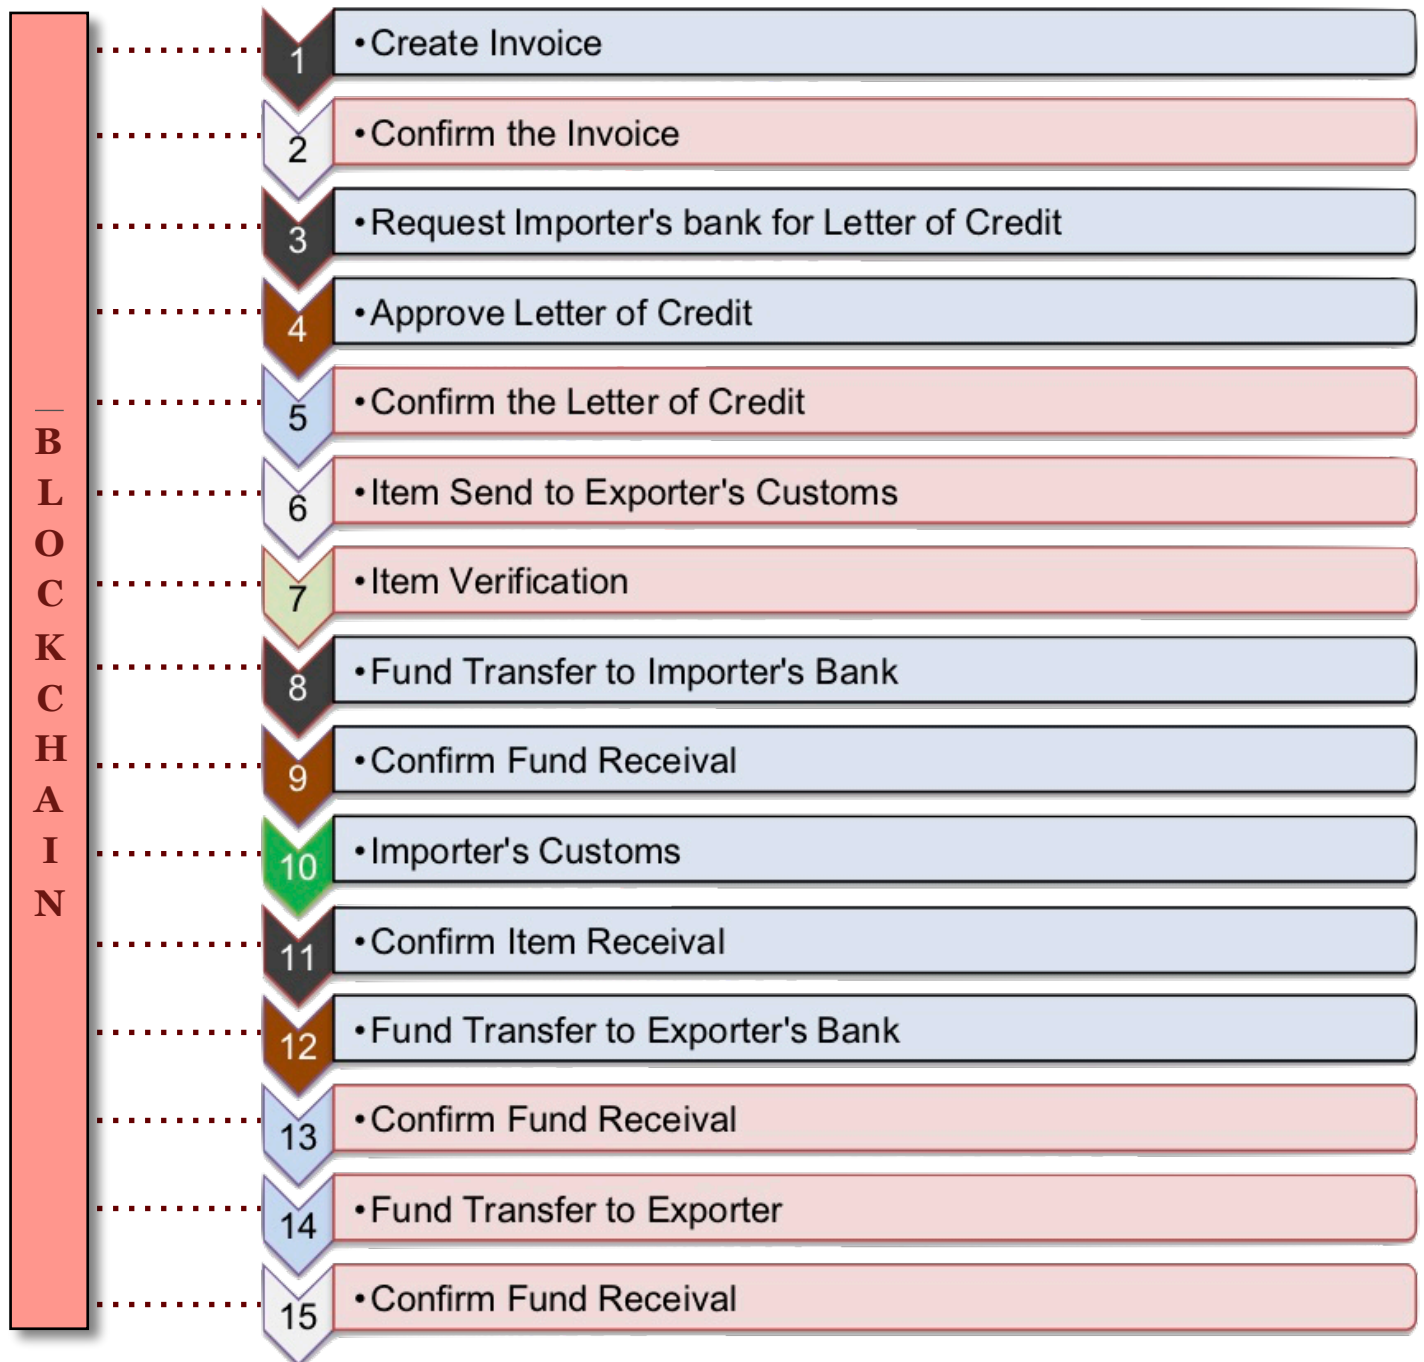 BLOCKCHAIN
1 •Create Invoice
2 •Confirm the Invoice
3 •Request Importer's bank for Letter of Credit
4 •Approve Letter of Credit
5 •Confirm the Letter of Credit
6 •Item Send to Exporter's Customs
7 •Item Verification
8 •Fund Transfer to Importer's Bank
9 •Confirm Fund Receival
10 •Importer's Customs
11 •Confirm Item Receival
12 •Fund Transfer to Exporter's Bank
13 •Confirm Fund Receival
14 •Fund Transfer to Exporter
15 •Confirm Fund Receival